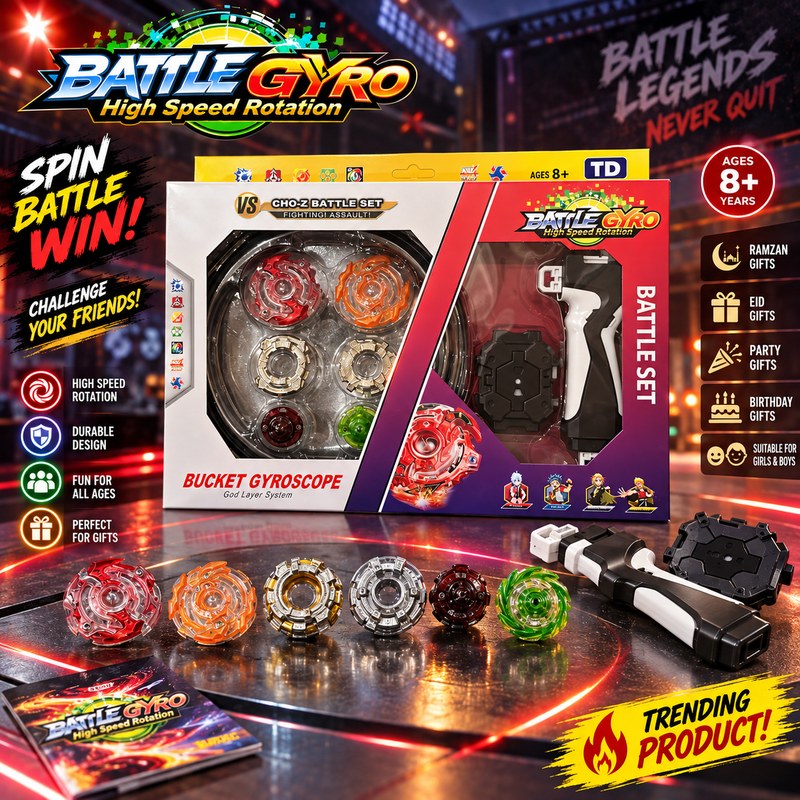 BATTLE GYRO
High Speed Rotation
BATTLE
LEGENDS
NEVER QUIT
SPIN
BATTLE
WIN!
CHALLENGE
YOUR FRIENDS!
HIGH SPEED
ROTATION
DURABLE
DESIGN
FUN FOR
ALL AGES
PERFECT
FOR GIFTS
AGES 8+
TD
VS
CHO-Z BATTLE SET
FIGHTING! ASSAULT!
BATTLE GYRO
High Speed Rotation
BATTLE SET
BUCKET GYROSCOPE
God Layer System
AGES
8+
YEARS
RAMZAN
GIFTS
EID
GIFTS
PARTY
GIFTS
BIRTHDAY
GIFTS
SUITABLE FOR
GIRLS & BOYS
BATTLE GYRO
High Speed Rotation
TRENDING
PRODUCT!